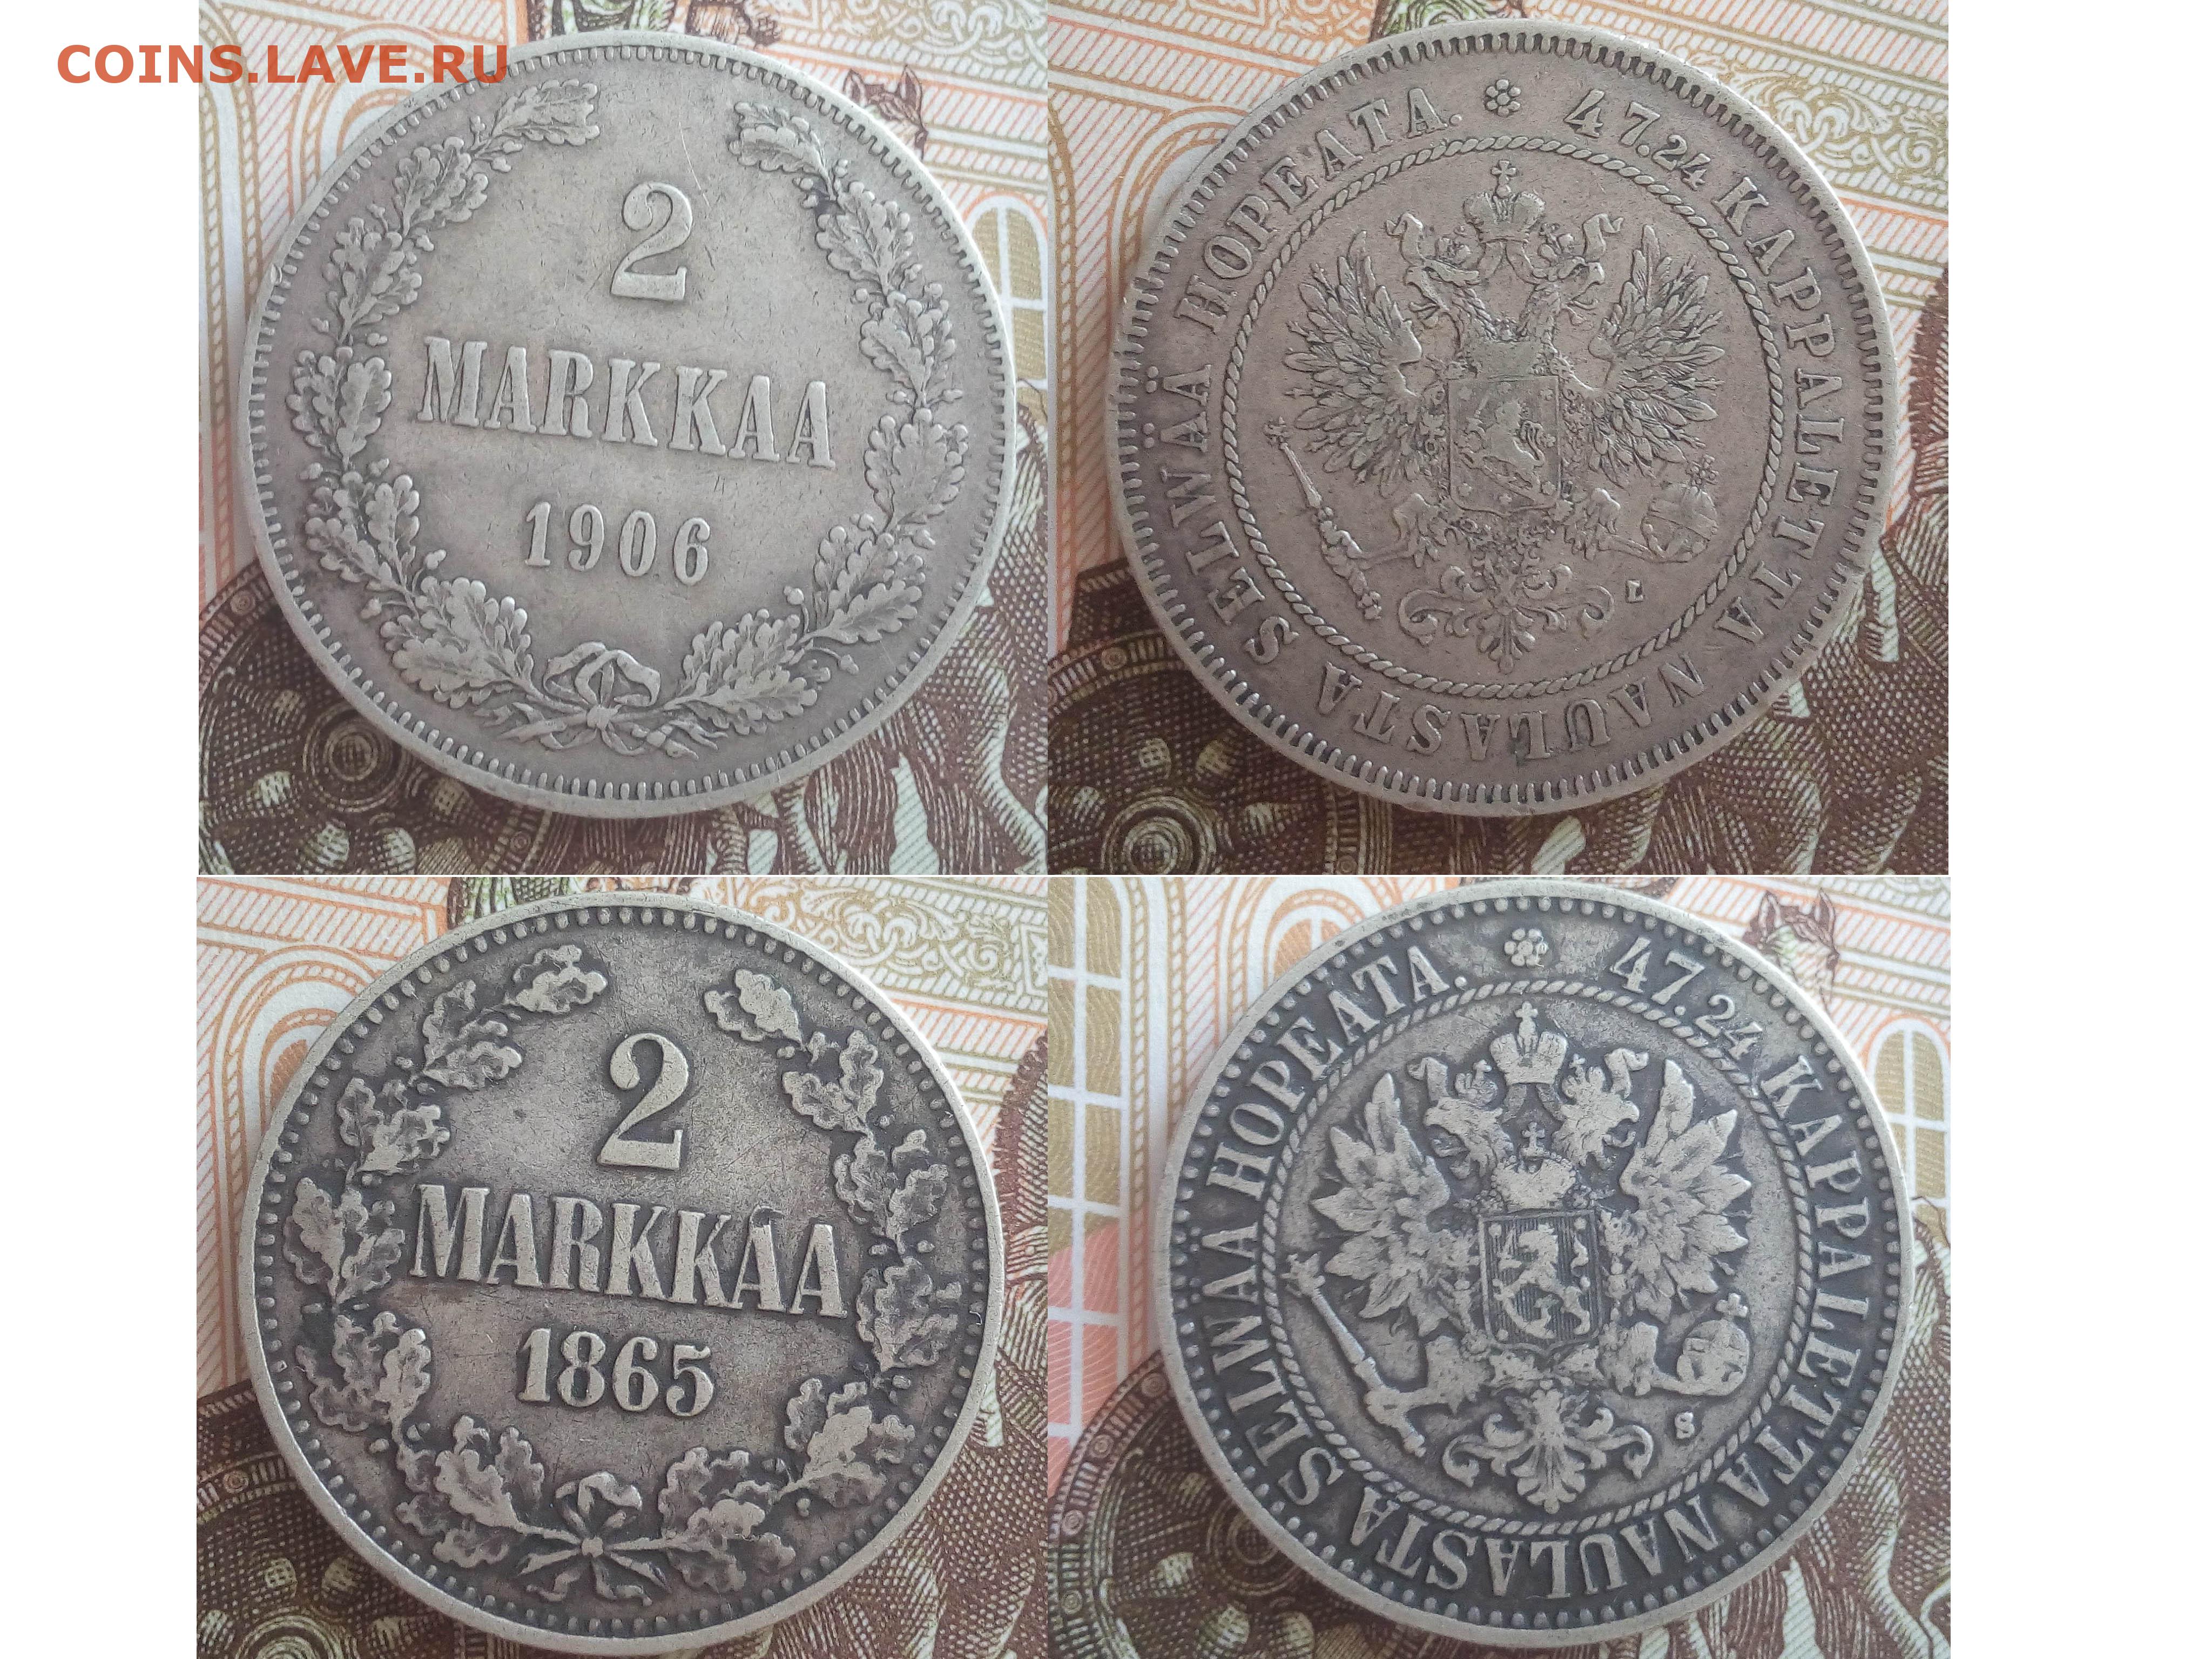 COINS.LAVE.RU
2
MARKKAA
1906
47.24 KAPPALETTA NAULASTA SELWÄÄ HOPEATA.
L
2
MARKKAA
1865
47.24 KAPPALETTA NAULASTA SELWAA HOPEATA.
S